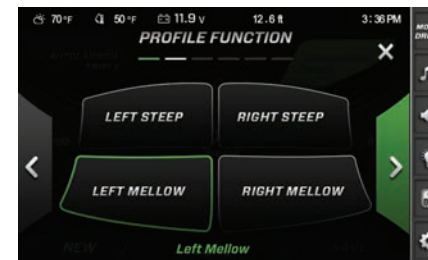 70°F 50°F 11.9 V 12.6 ft 3:36 PM
PROFILE FUNCTION
LEFT STEEP RIGHT STEEP
LEFT MELLOW RIGHT MELLOW
NEW Left Mellow